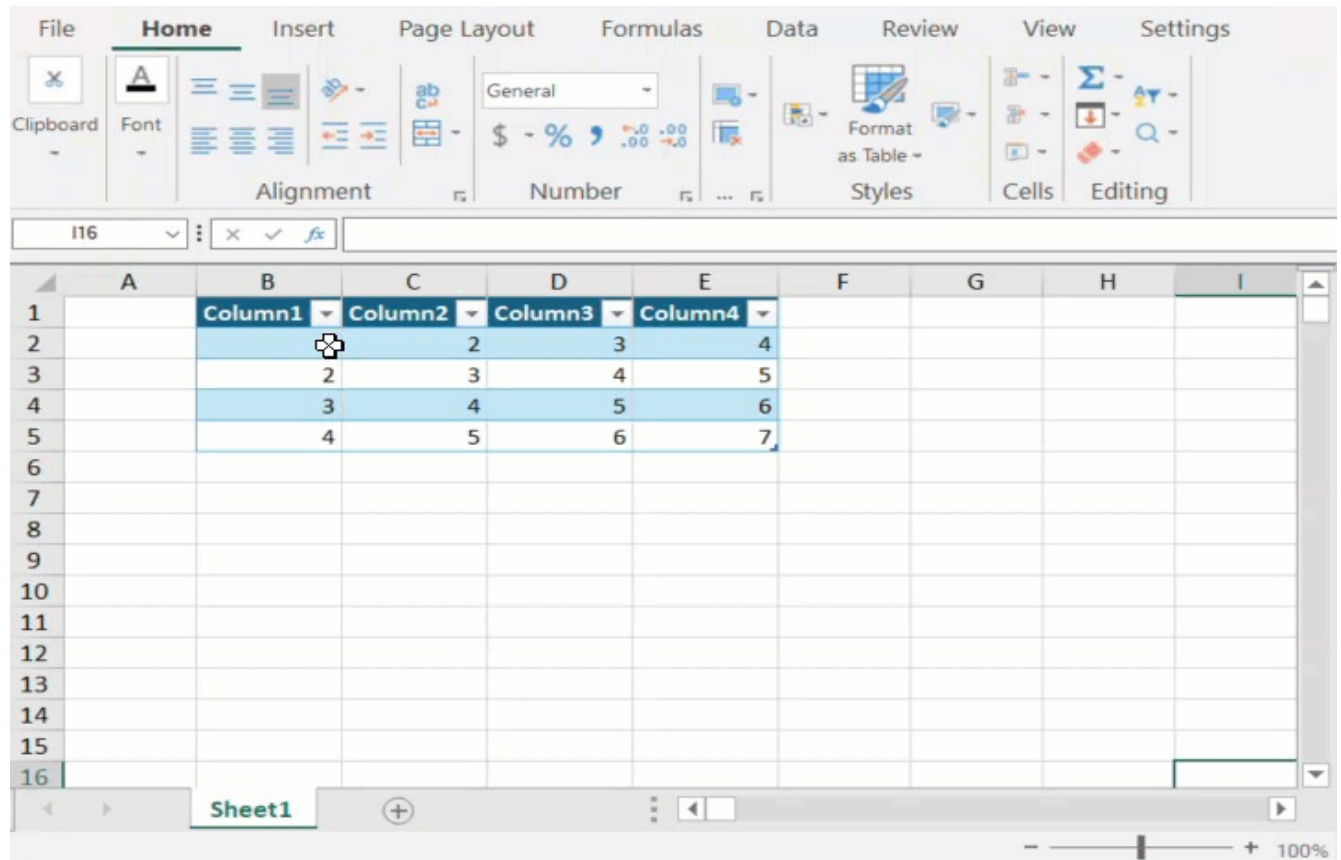 File Home Insert Page Layout Formulas Data Review View Settings
A ab General
Clipboard Font $ % , .00 .00 Format as Table
Alignment Number ... Styles Cells Editing
I16 fx
A B C D E F G H I
1 Column1 Column2 Column3 Column4
2 2 3 4
3 2 3 4 5
4 3 4 5 6
5 4 5 6 7
6
7
8
9
10
11
12
13
14
15
16
Sheet1
100%